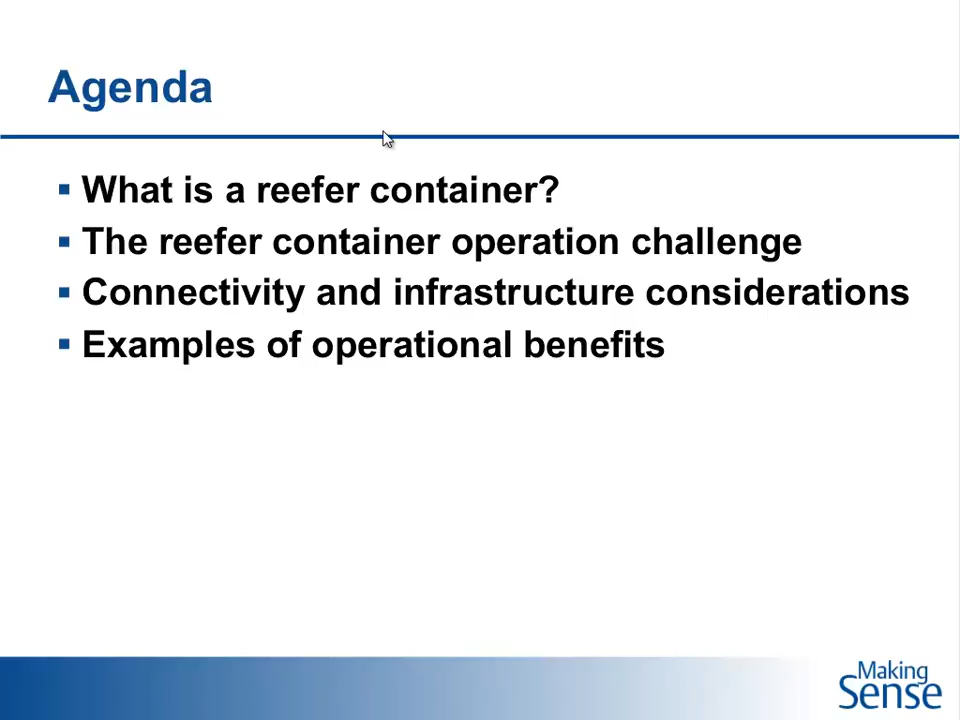 Agenda
▪ What is a reefer container?
▪ The reefer container operation challenge
▪ Connectivity and infrastructure considerations
▪ Examples of operational benefits
Making
Sense